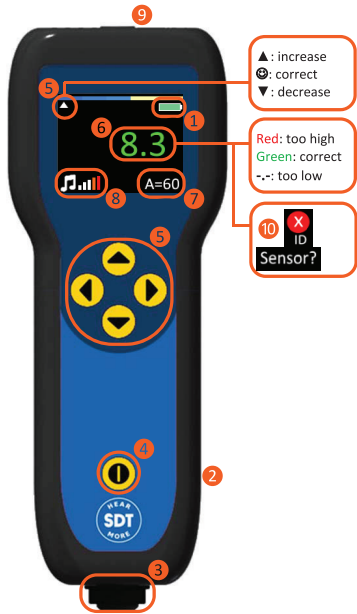 9
▲: increase
☺: correct
▼: decrease
5
1
6
8.3
Red: too high
Green: correct
-.-: too low
8
A=60
7
10
X
ID
Sensor?
5
4
2
HEAR
SDT
MORE
3